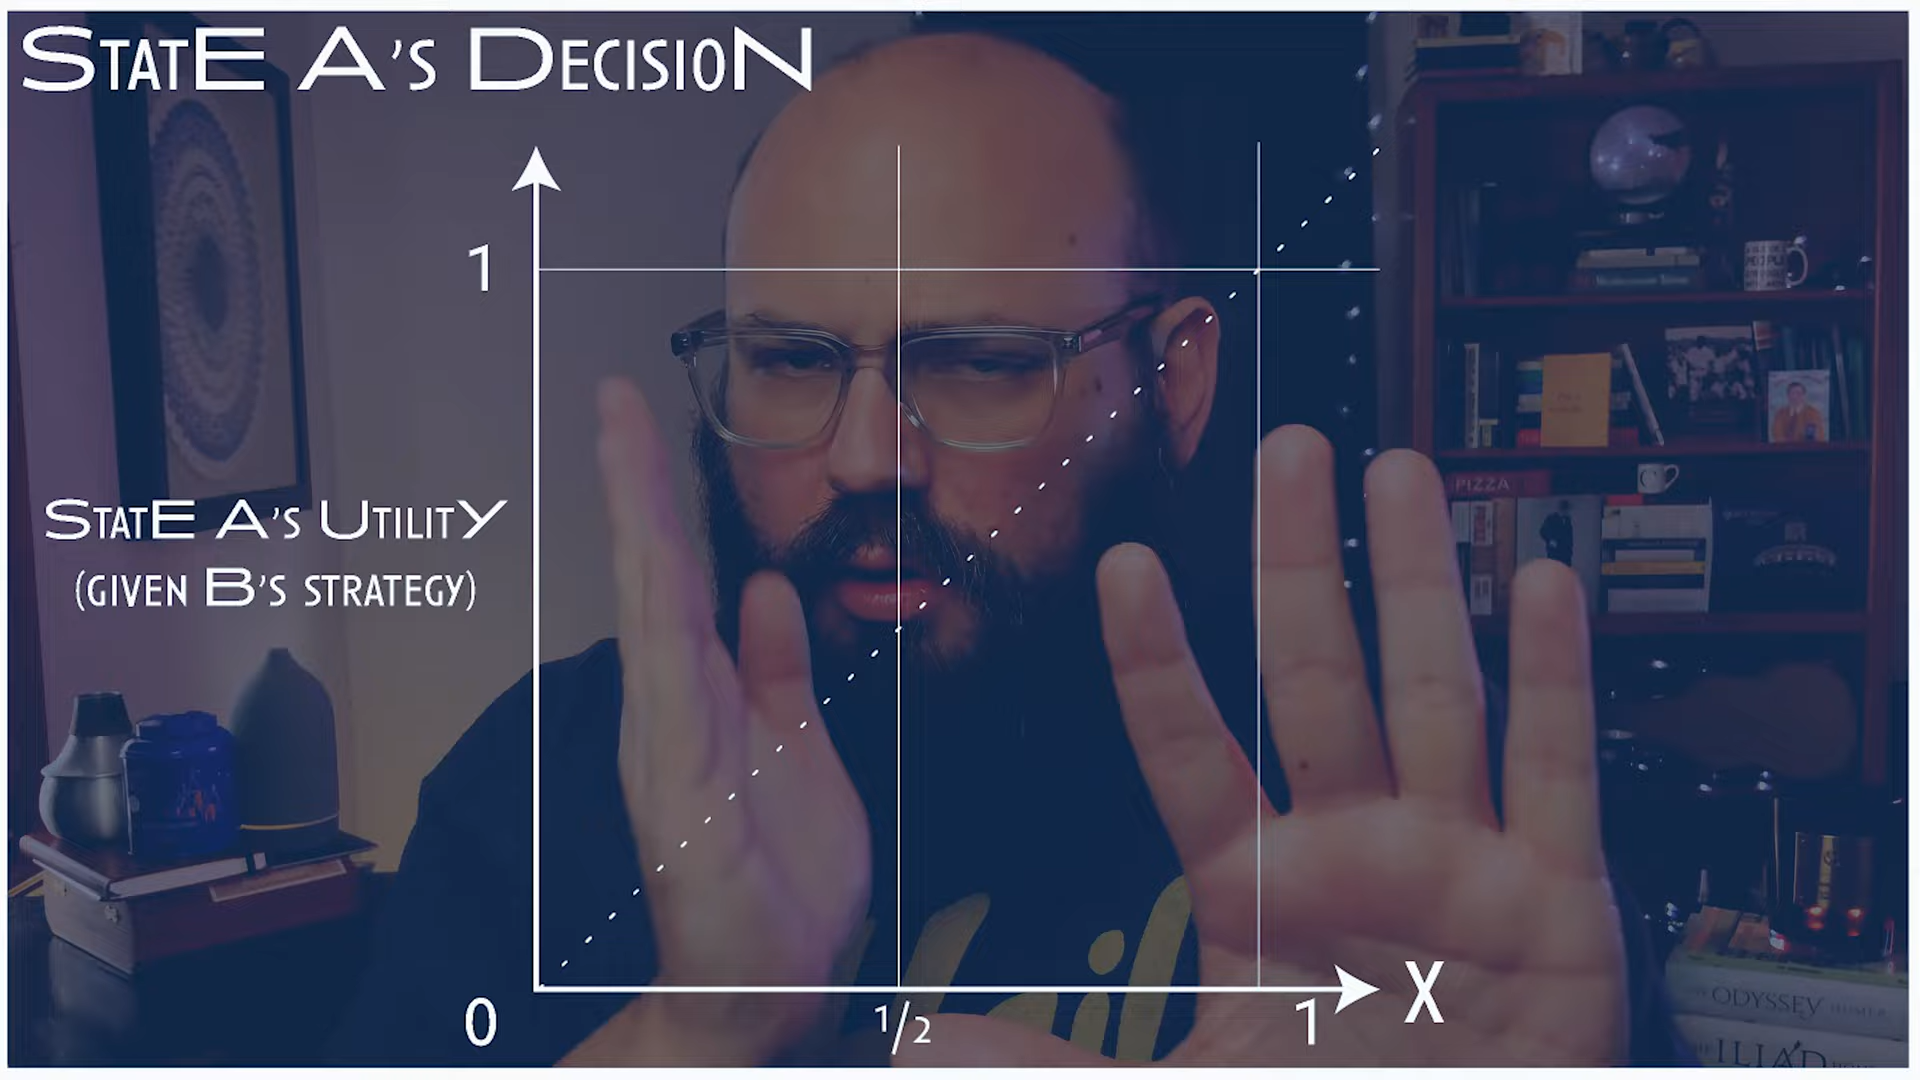 State A's Decision
1
State A's Utility
(given B's strategy)
0
1/2
1
X
PIZZA
ODYSSEY
ILIAD